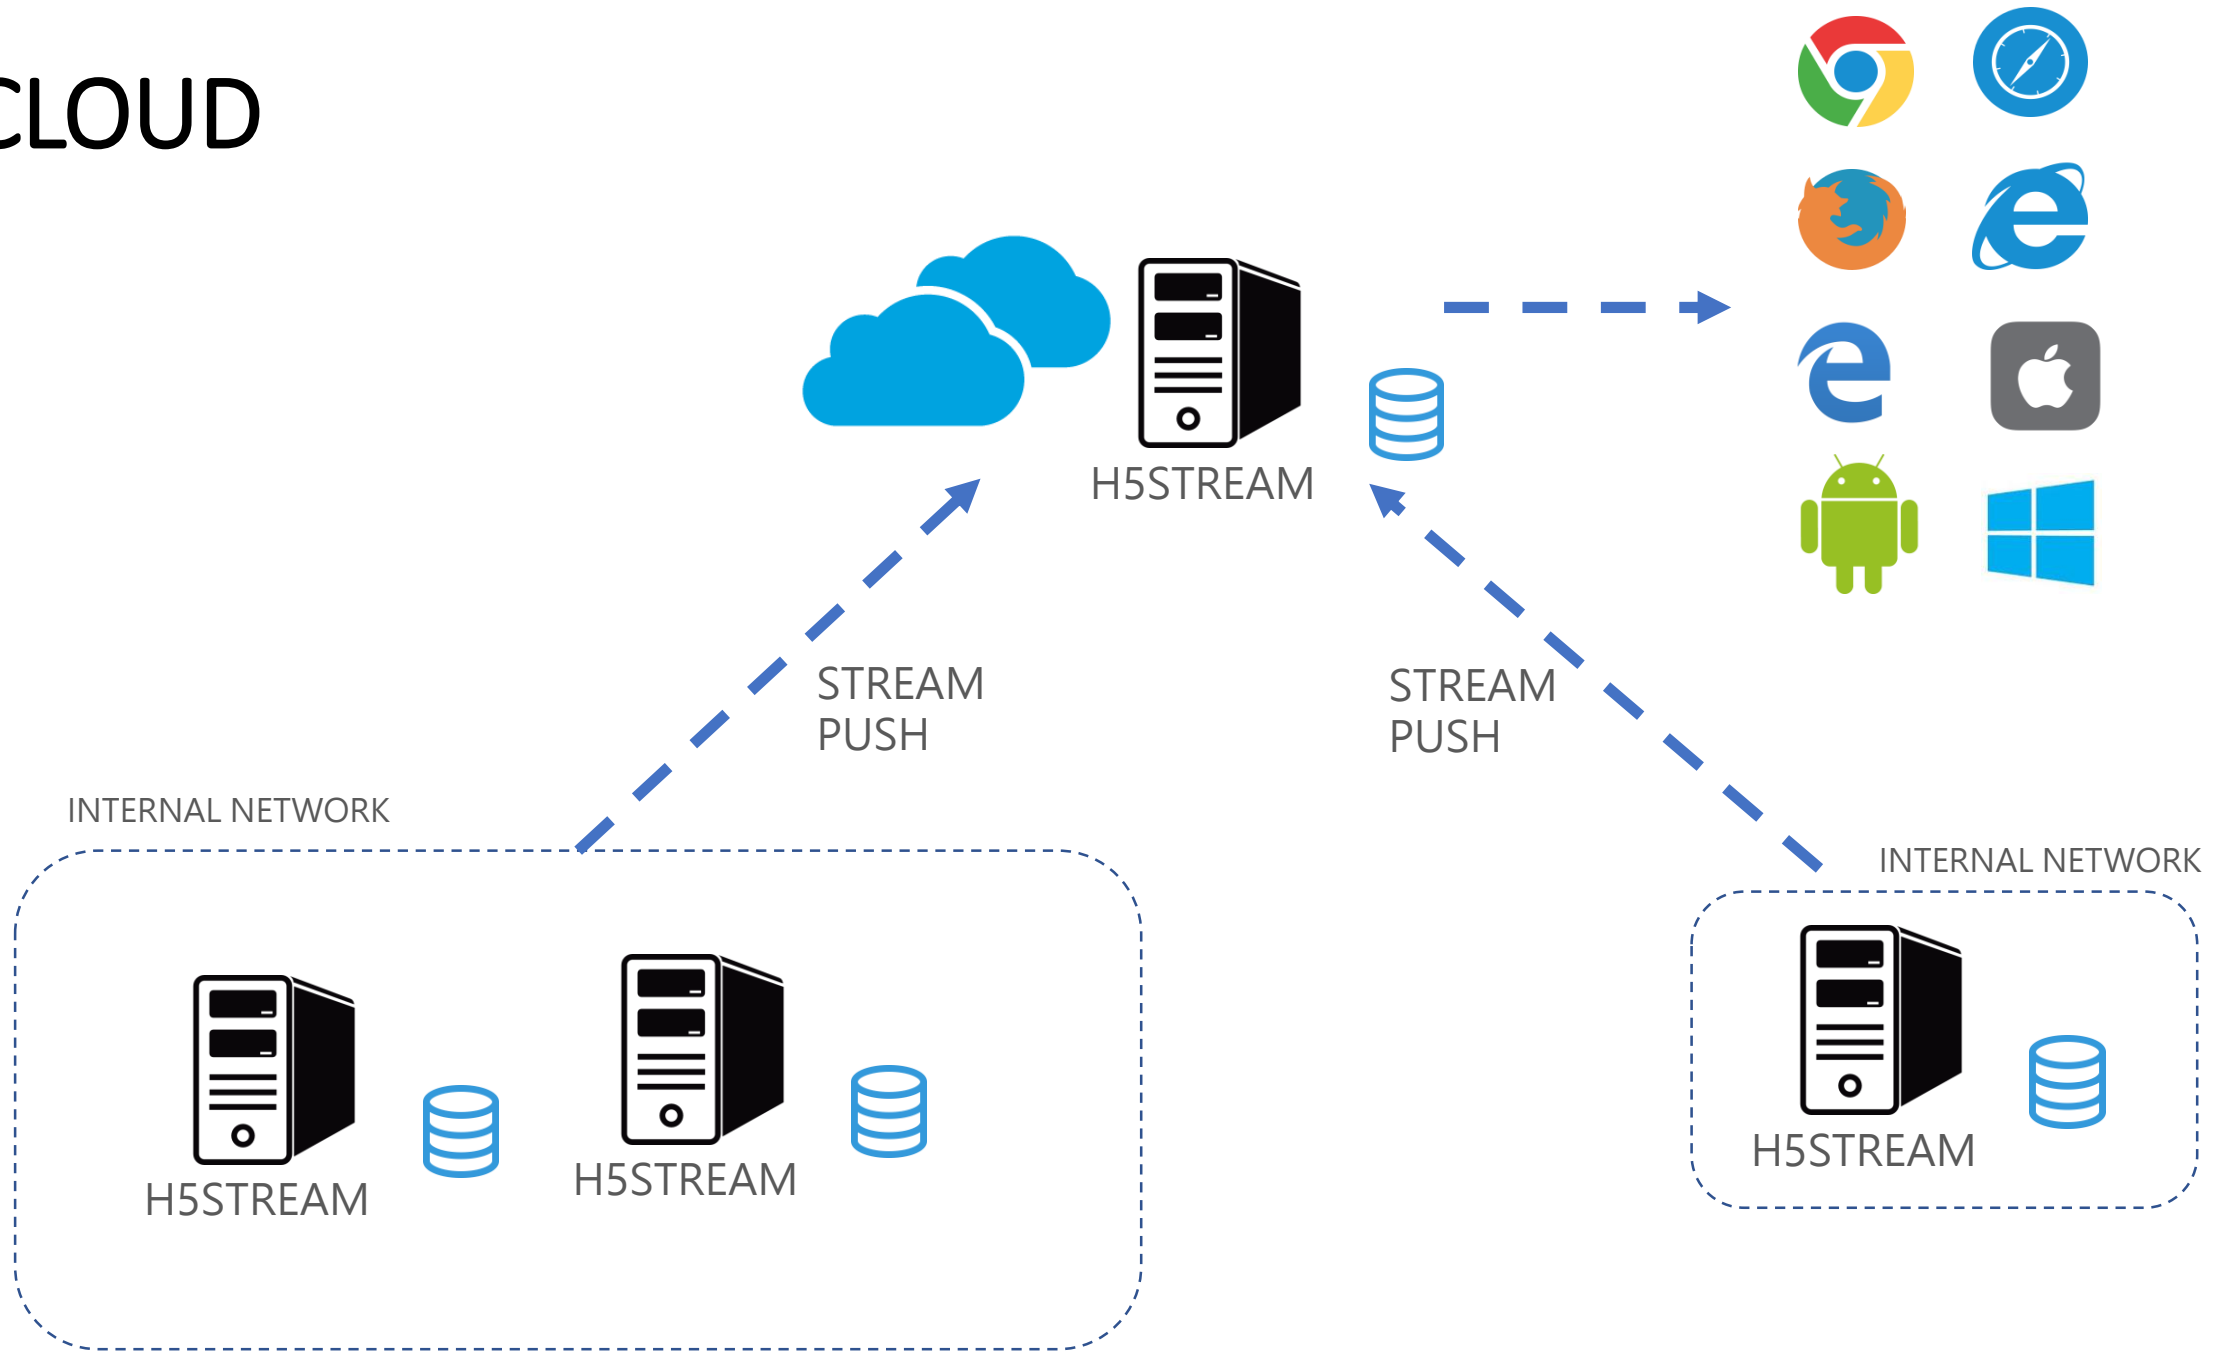 CLOUD
H5STREAM
STREAM
PUSH
STREAM
PUSH
INTERNAL NETWORK
INTERNAL NETWORK
H5STREAM
H5STREAM
H5STREAM